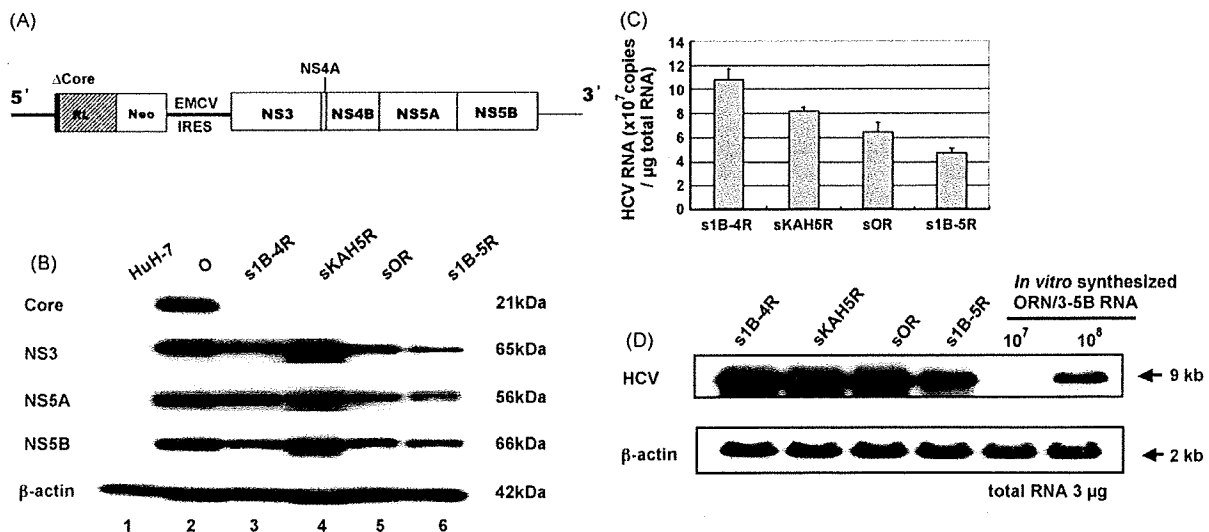 (A)
ΔCore
NS4A
5'
RL
Neo
EMCV
IRES
NS3
NS4B
NS5A
NS5B
3'
(B)
HuH-7
O
s1B-4R
sKAH5R
sOR
s1B-5R
Core
21kDa
NS3
65kDa
NS5A
56kDa
NS5B
66kDa
β-actin
42kDa
1 2 3 4 5 6
(C)
HCV RNA (x10⁷ copies
/ µg total RNA)
14
12
10
8
6
4
2
0
s1B-4R
sKAH5R
sOR
s1B-5R
(D)
s1B-4R
sKAH5R
sOR
s1B-5R
In vitro synthesized
ORN/3-5B RNA
10⁷
10⁸
HCV
9 kb
β-actin
2 kb
total RNA 3 µg